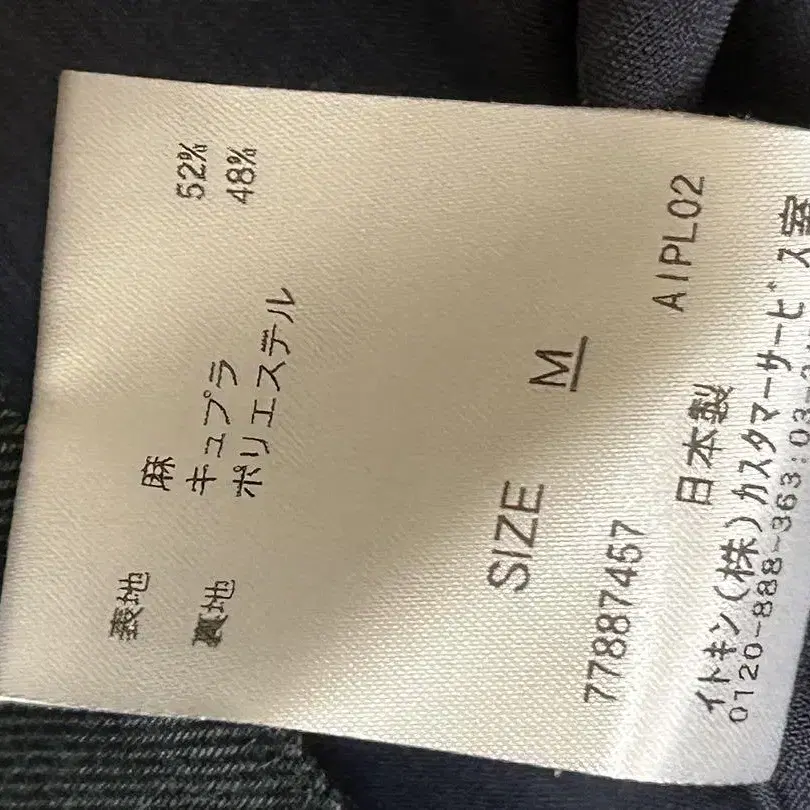 表地 麻
裏地 キュプラ 52%
ポリエステル 48%
SIZE M
77887457 AIPL02
日本製
イトキン(株)カスタマーサービス室
0120-888-363:03-